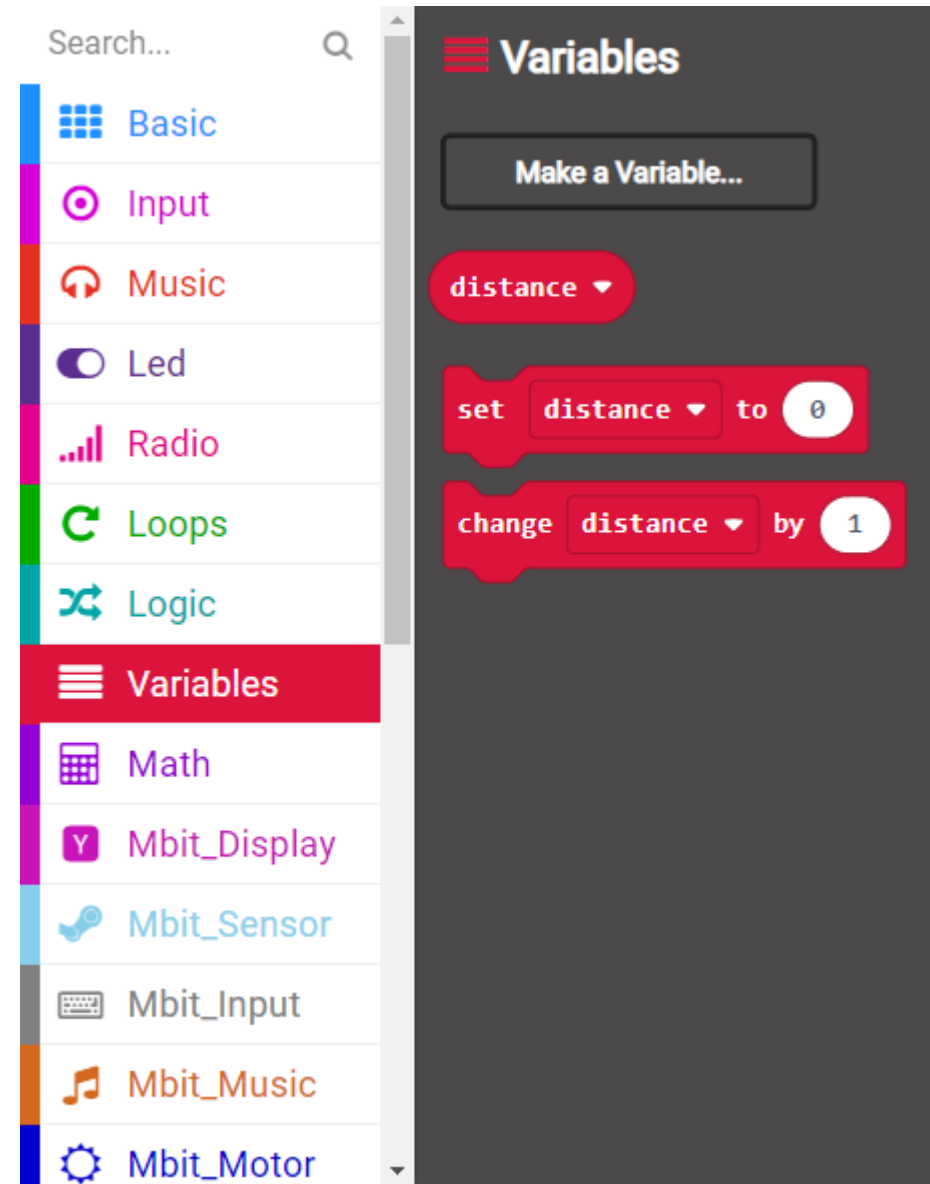 Search...
Basic
Input
Music
Led
Radio
Loops
Logic
Variables
Math
Mbit_Display
Mbit_Sensor
Mbit_Input
Mbit_Music
Mbit_Motor
Variables
Make a Variable...
distance
set distance to 0
change distance by 1